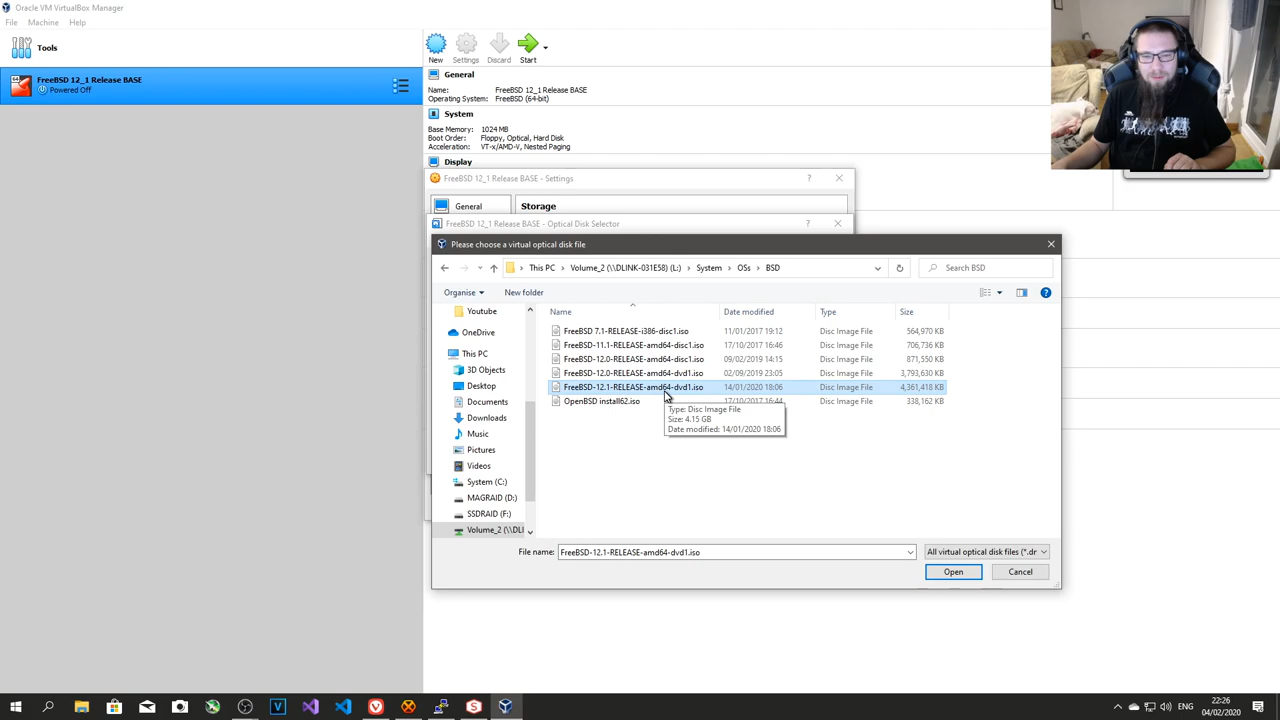 Oracle VM VirtualBox Manager
File Machine Help
Tools
New Settings Discard Start
FreeBSD 12_1 Release BASE
Powered Off
General
Name: FreeBSD 12_1 Release BASE
Operating System: FreeBSD (64-bit)
System
Base Memory: 1024 MB
Boot Order: Floppy, Optical, Hard Disk
Acceleration: VT-x/AMD-V, Nested Paging
Display
FreeBSD 12_1 Release BASE - Settings ?
General Storage
FreeBSD 12_1 Release BASE - Optical Disk Selector ?
Please choose a virtual optical disk file
This PC > Volume_2 (\\DLINK-031E58) (L:) > System > OSs > BSD
Search BSD
Organise New folder
Name Date modified Type Size
Youtube
OneDrive
This PC
3D Objects
Desktop
Documents
Downloads
Music
Pictures
Videos
System (C:)
MAGRAID (D:)
SSDRAID (F:)
Volume_2 (\\DLI
FreeBSD 7.1-RELEASE-i386-disc1.iso 11/01/2017 19:12 Disc Image File 564,970 KB
FreeBSD-11.1-RELEASE-amd64-disc1.iso 17/10/2017 16:46 Disc Image File 706,736 KB
FreeBSD-12.0-RELEASE-amd64-disc1.iso 09/02/2019 14:15 Disc Image File 871,550 KB
FreeBSD-12.0-RELEASE-amd64-dvd1.iso 02/09/2019 23:05 Disc Image File 3,793,630 KB
FreeBSD-12.1-RELEASE-amd64-dvd1.iso 14/01/2020 18:06 Disc Image File 4,361,418 KB
OpenBSD install62.iso 17/10/2017 16:44 Disc Image File 338,162 KB
Type: Disc Image File
Size: 4.15 GB
Date modified: 14/01/2020 18:06
File name: FreeBSD-12.1-RELEASE-amd64-dvd1.iso All virtual optical disk files (*.dr
Open Cancel
ENG
22:26
04/02/2020